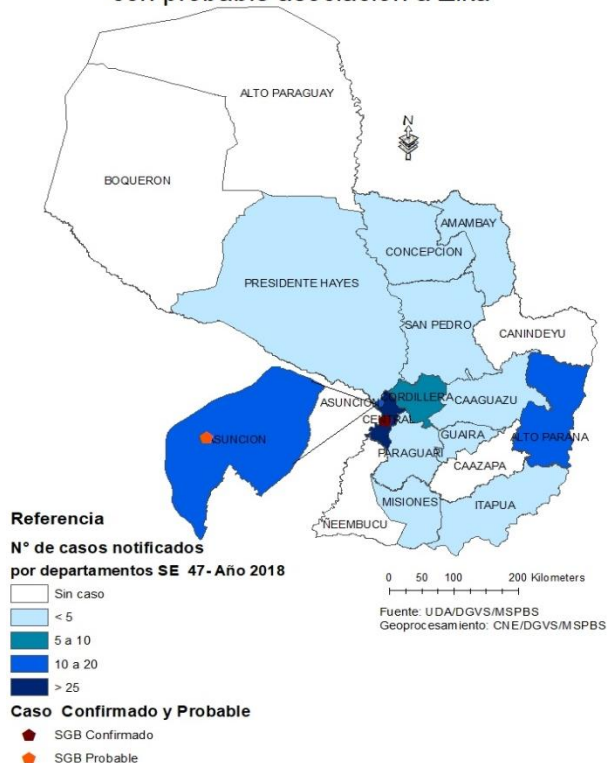 con probable asociación a Zika
ALTO PARAGUAY
N
BOQUERON
AMAMBAY
CONCEPCION
PRESIDENTE HAYES
SAN PEDRO
CANINDEYU
ASUNCION
CORDILLERA
CAAGUAZU
CENTRAL
ASUNCION
GUAIRA
ALTO PARANA
PARAGUARI
CAAZAPA
MISIONES
ITAPUA
ÑEEMBUCU
Referencia
N° de casos notificados
por departamentos SE 47- Año 2018
Sin caso
< 5
5 a 10
10 a 20
> 25
0 50 100 200 Kilometers
Fuente: UDA/DGVS/MSPBS
Geoprocesamiento: CNE/DGVS/MSPBS
Caso Confirmado y Probable
SGB Confirmado
SGB Probable